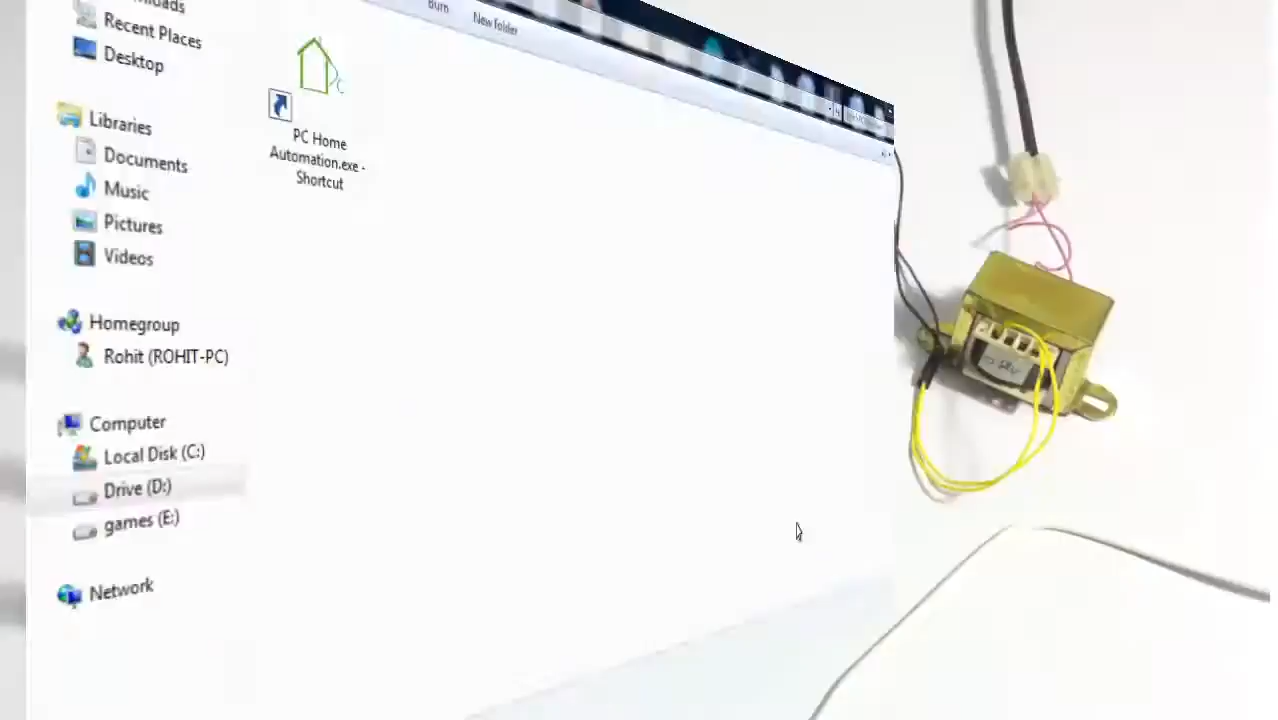 Recent Places
Desktop
Burn
New folder
PC Home
Automation.exe -
Shortcut
Libraries
Documents
Music
Pictures
Videos
Homegroup
Rohit (ROHIT-PC)
Computer
Local Disk (C:)
Drive (D:)
games (E:)
Network